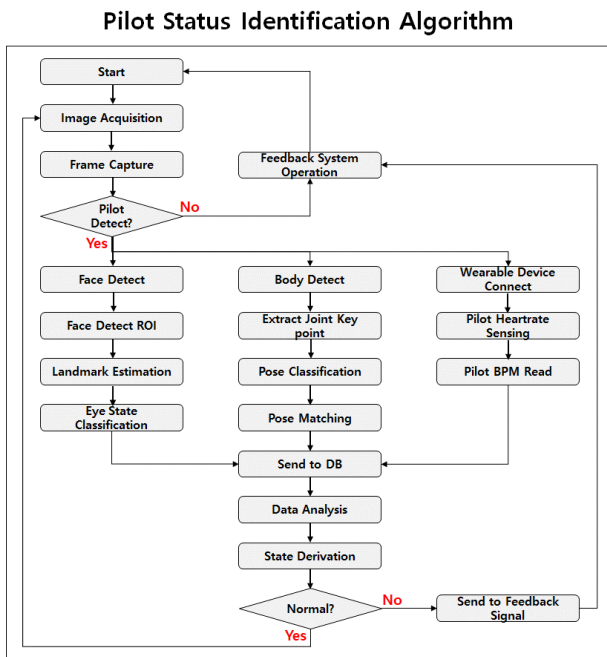 Pilot Status Identification Algorithm
Start
Image Acquisition
Frame Capture
Feedback System
Operation
Pilot
Detect?
No
Yes
Face Detect
Body Detect
Wearable Device
Connect
Face Detect ROI
Extract Joint Key
point
Pilot Heartrate
Sensing
Landmark Estimation
Pose Classification
Pilot BPM Read
Eye State
Classification
Pose Matching
Send to DB
Data Analysis
State Derivation
Normal?
No
Send to Feedback
Signal
Yes